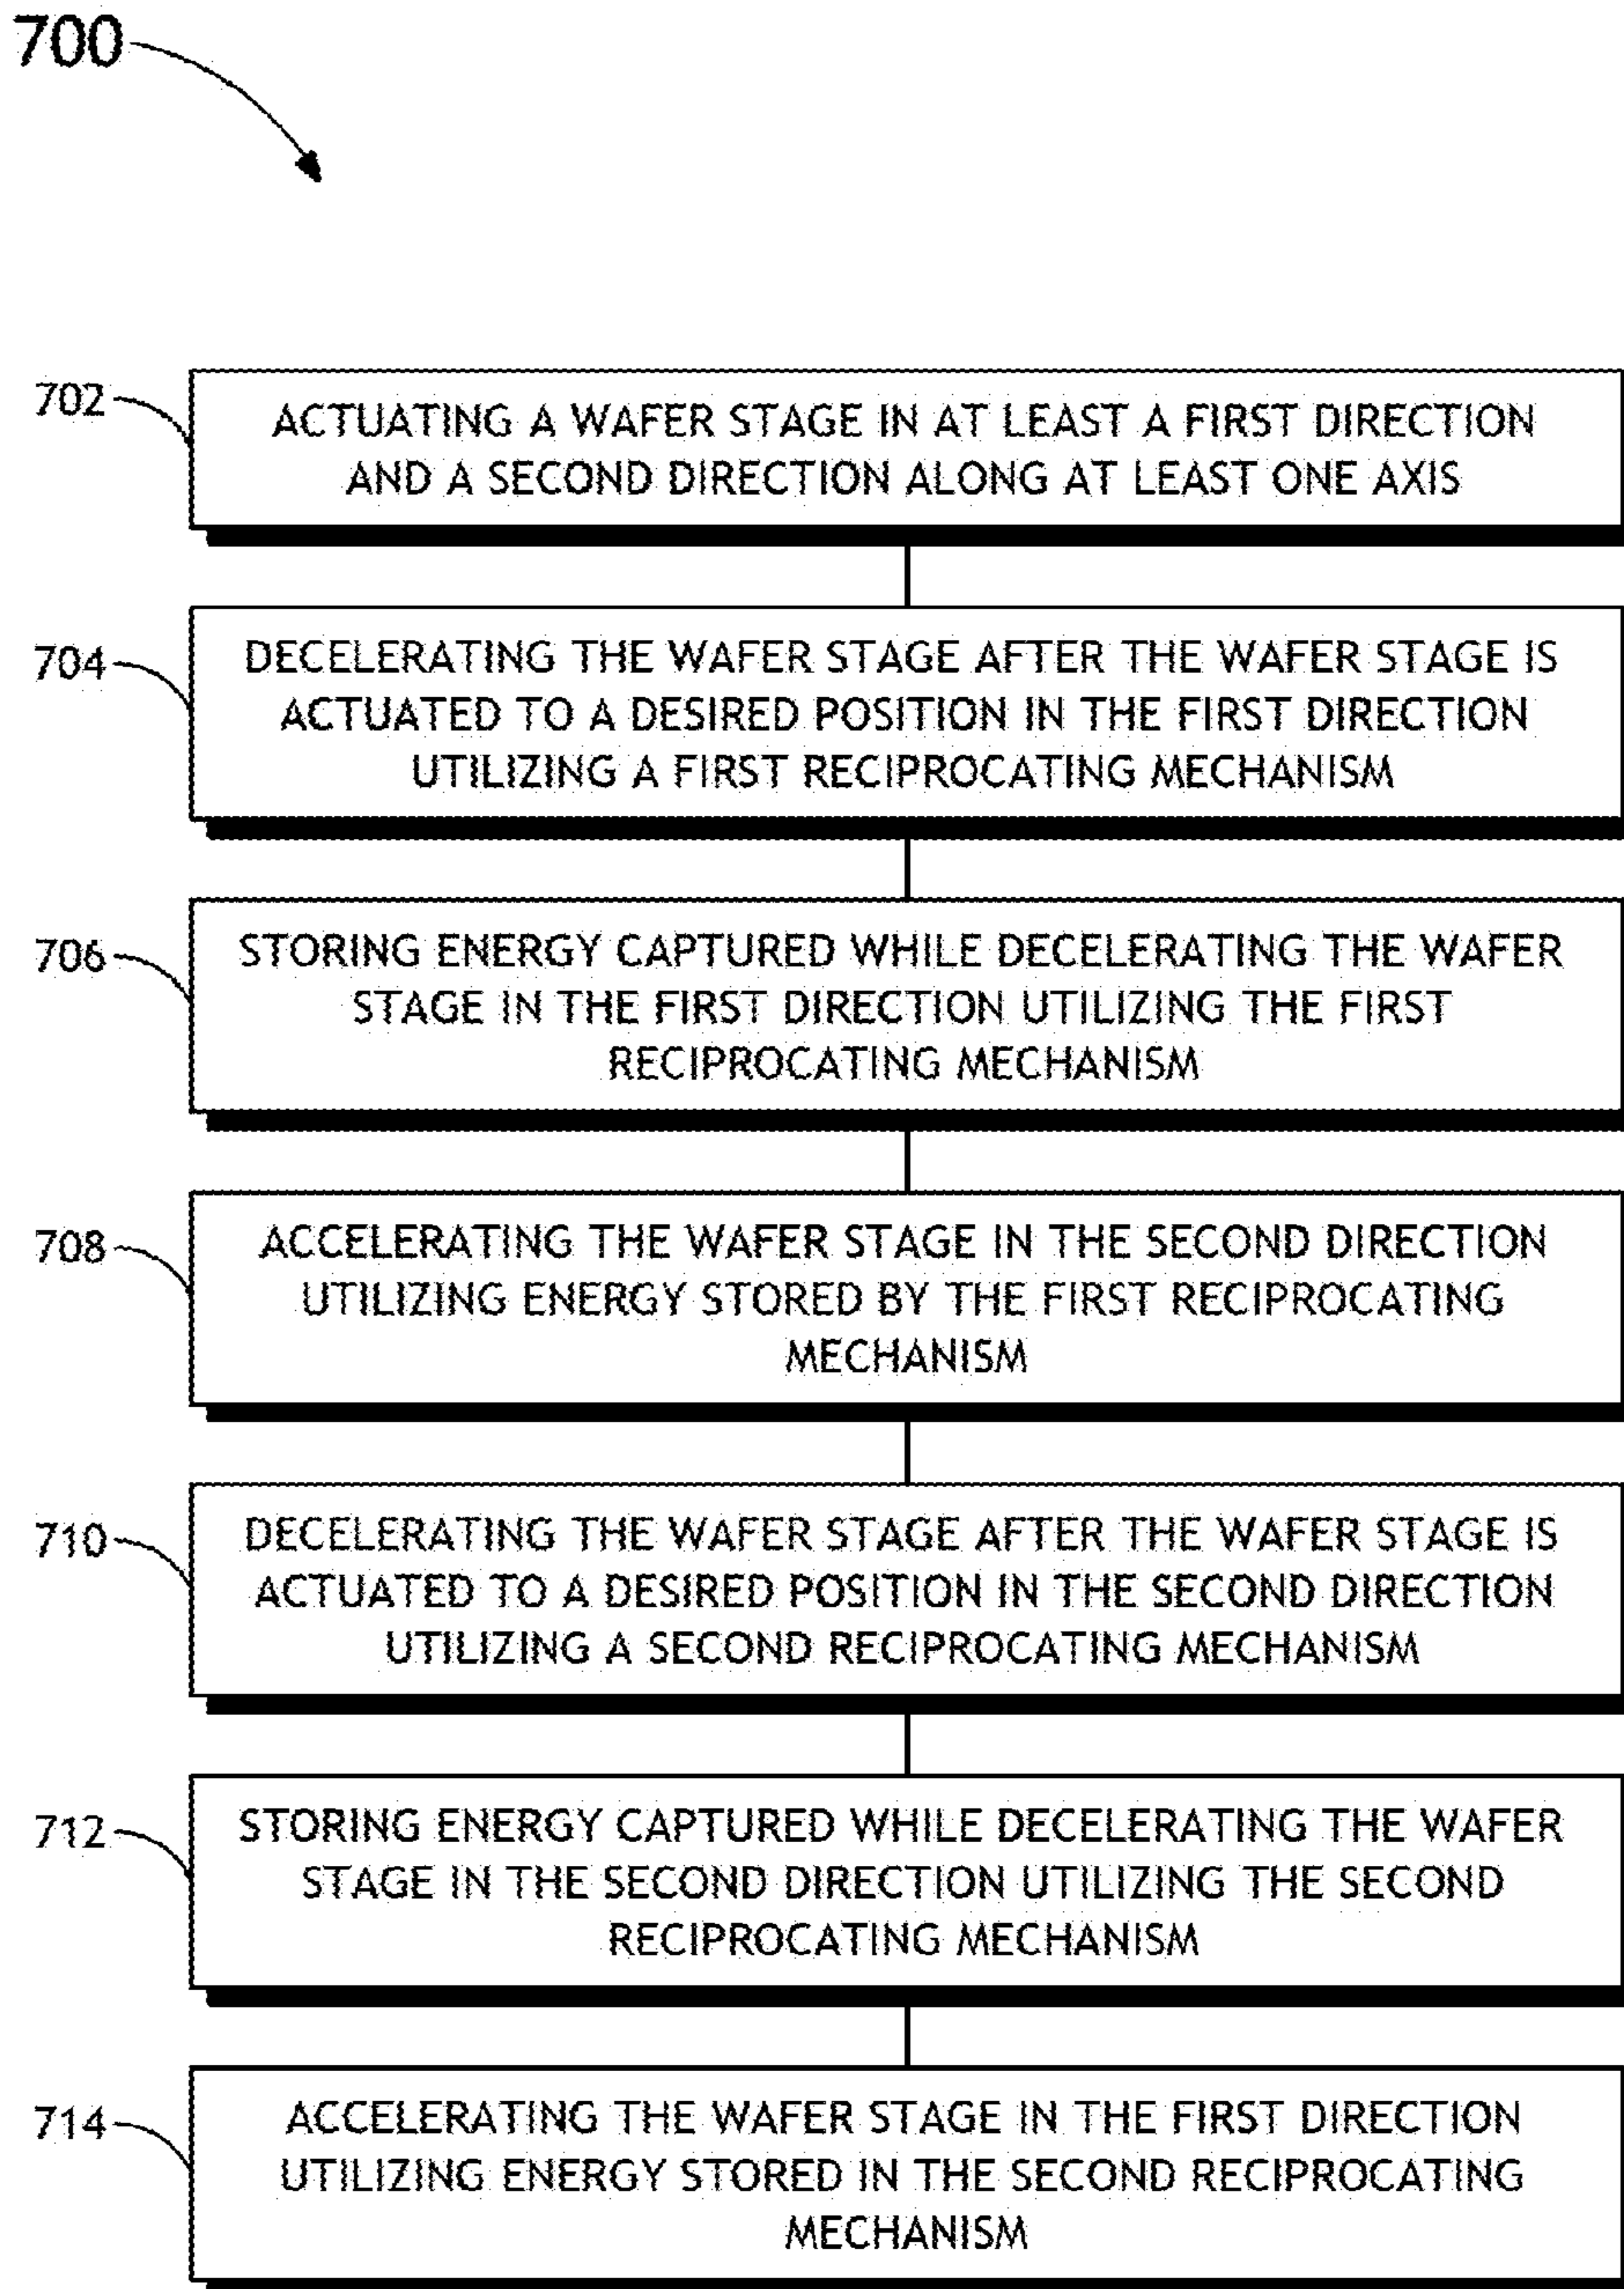 700
702
ACTUATING A WAFER STAGE IN AT LEAST A FIRST DIRECTION
AND A SECOND DIRECTION ALONG AT LEAST ONE AXIS
704
DECELERATING THE WAFER STAGE AFTER THE WAFER STAGE IS
ACTUATED TO A DESIRED POSITION IN THE FIRST DIRECTION
UTILIZING A FIRST RECIPROCATING MECHANISM
706
STORING ENERGY CAPTURED WHILE DECELERATING THE WAFER
STAGE IN THE FIRST DIRECTION UTILIZING THE FIRST
RECIPROCATING MECHANISM
708
ACCELERATING THE WAFER STAGE IN THE SECOND DIRECTION
UTILIZING ENERGY STORED BY THE FIRST RECIPROCATING
MECHANISM
710
DECELERATING THE WAFER STAGE AFTER THE WAFER STAGE IS
ACTUATED TO A DESIRED POSITION IN THE SECOND DIRECTION
UTILIZING A SECOND RECIPROCATING MECHANISM
712
STORING ENERGY CAPTURED WHILE DECELERATING THE WAFER
STAGE IN THE SECOND DIRECTION UTILIZING THE SECOND
RECIPROCATING MECHANISM
714
ACCELERATING THE WAFER STAGE IN THE FIRST DIRECTION
UTILIZING ENERGY STORED IN THE SECOND RECIPROCATING
MECHANISM